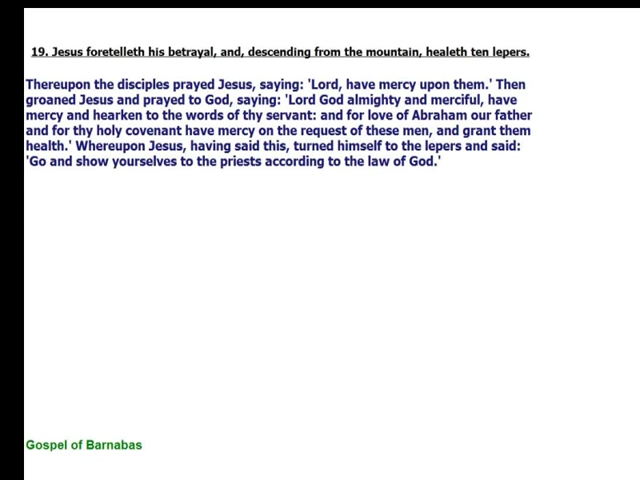 19. Jesus foretelleth his betrayal, and, descending from the mountain, healeth ten lepers.
Thereupon the disciples prayed Jesus, saying: 'Lord, have mercy upon them.' Then
groaned Jesus and prayed to God, saying: 'Lord God almighty and merciful, have
mercy and hearken to the words of thy servant: and for love of Abraham our father
and for thy holy covenant have mercy on the request of these men, and grant them
health.' Whereupon Jesus, having said this, turned himself to the lepers and said:
'Go and show yourselves to the priests according to the law of God.'
Gospel of Barnabas